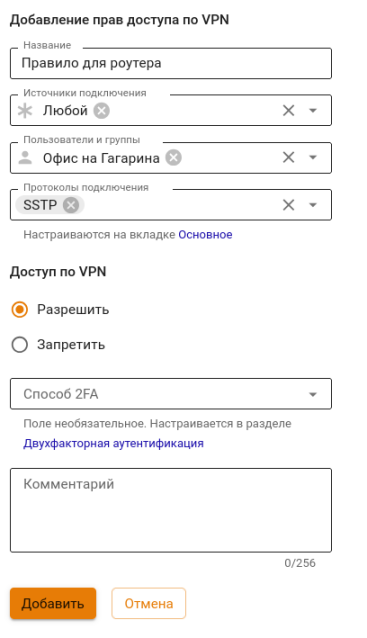 Добавление прав доступа по VPN
Название
Правило для роутера
Источники подключения
Любой
Пользователи и группы
Офис на Гагарина
Протоколы подключения
SSTP
Настраиваются на вкладке Основное
Доступ по VPN
Разрешить
Запретить
Способ 2FA
Поле необязательное. Настраивается в разделе
Двухфакторная аутентификация
Комментарий
0/256
Добавить
Отмена